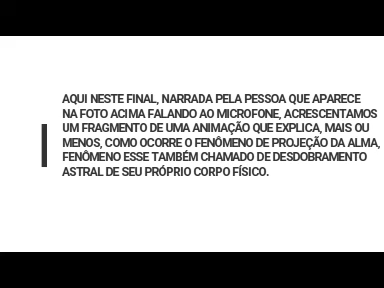 AQUI NESTE FINAL, NARRADA PELA PESSOA QUE APARECE
NA FOTO ACIMA FALANDO AO MICROFONE, ACRESCENTAMOS
UM FRAGMENTO DE UMA ANIMAÇÃO QUE EXPLICA, MAIS OU
MENOS, COMO OCORRE O FENÔMENO DE PROJEÇÃO DA ALMA,
FENÔMENO ESSE TAMBÉM CHAMADO DE DESDOBRAMENTO
ASTRAL DE SEU PRÓPRIO CORPO FÍSICO.